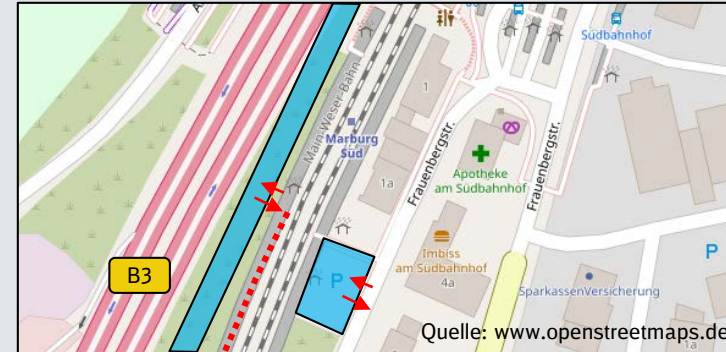 Südbahnhof
Main-Weser-Bahn
Marburg
Süd
1
1a
Frauenbergstr.
Apotheke
am Südbahnhof
Frauenbergstr.
Imbiss
am Südbahnhof
4a
P
P
B3
SparkassenVersicherung
1a
Quelle: www.openstreetmaps.de